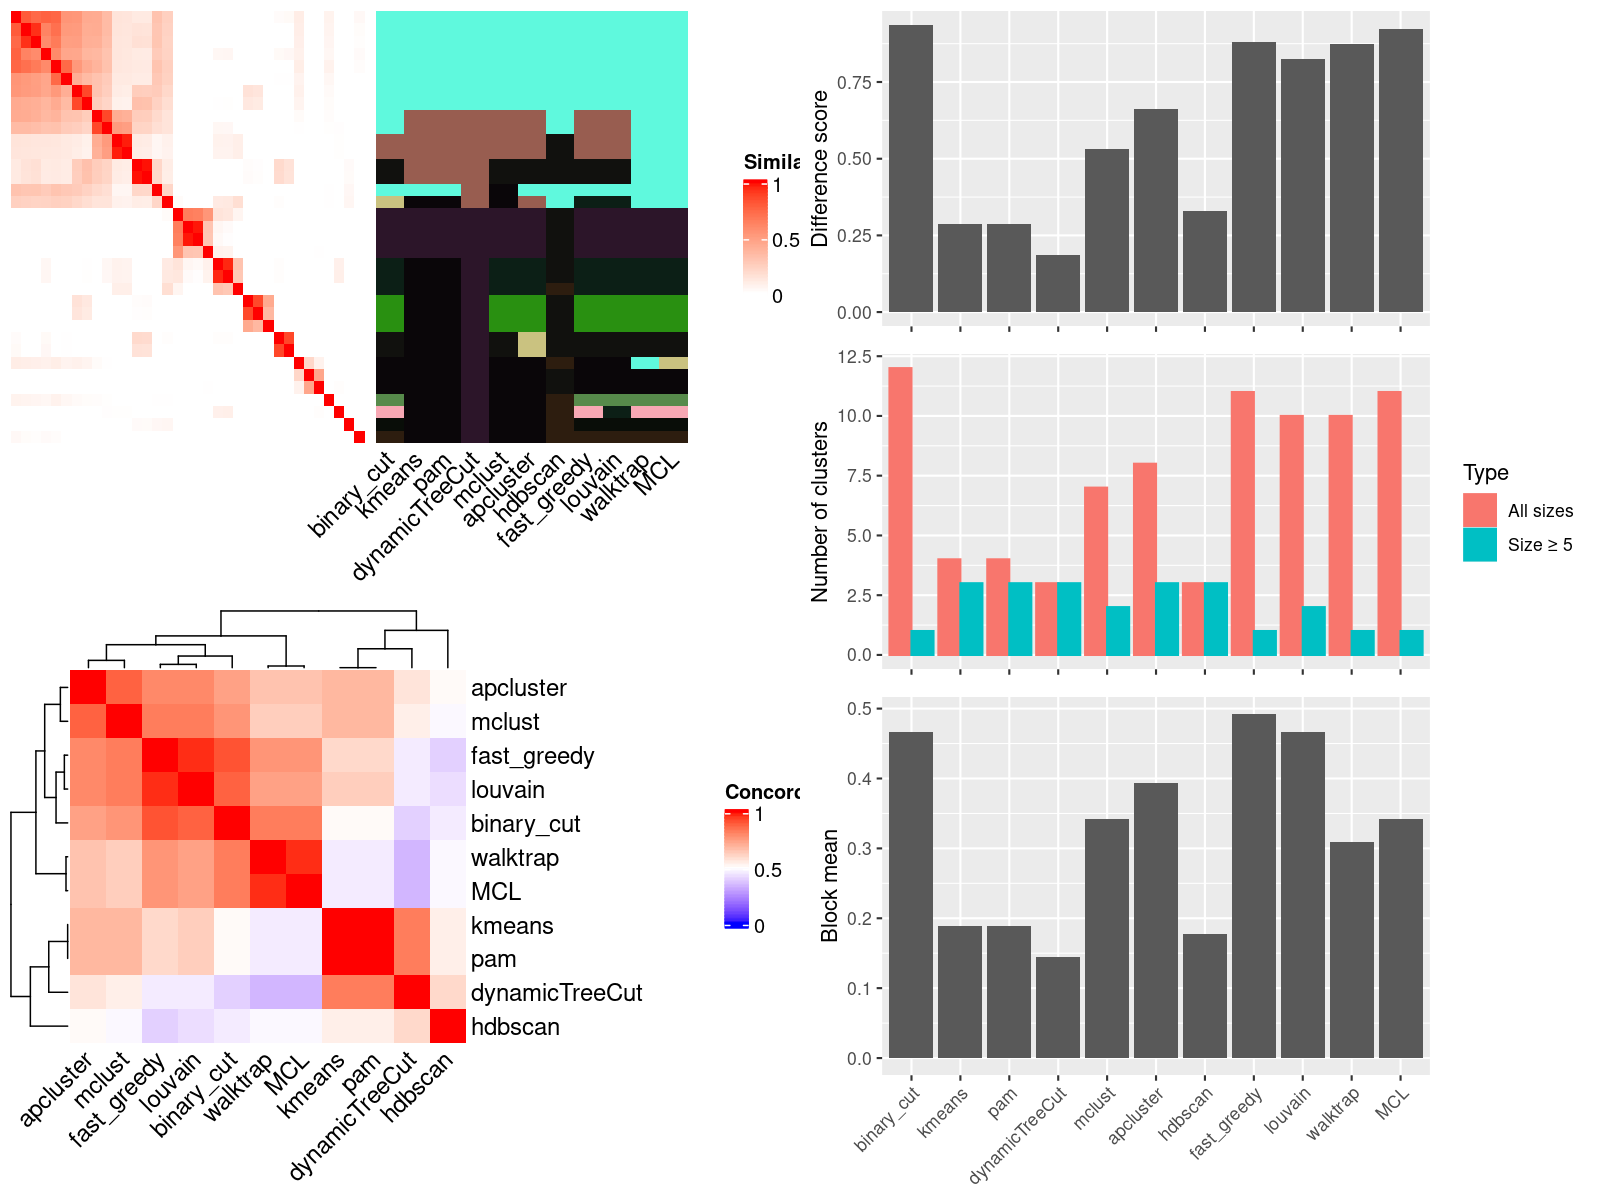 Simila
1
0.5
0
binary_cut
kmeans
pam
dynamicTreeCut
mclust
apcluster
hdbscan
fast_greedy
louvain
walktrap
MCL
apcluster
mclust
fast_greedy
louvain
binary_cut
walktrap
MCL
kmeans
pam
dynamicTreeCut
hdbscan
apcluster
mclust
fast_greedy
louvain
binary_cut
walktrap
MCL
kmeans
pam
dynamicTreeCut
hdbscan
Concord
1
0.5
0
Difference score
0.75
0.50
0.25
0.00
Number of clusters
12.5
10.0
7.5
5.0
2.5
0.0
Type
All sizes
Size ≥ 5
Block mean
0.5
0.4
0.3
0.2
0.1
0.0
binary_cut
kmeans
pam
dynamicTreeCut
mclust
apcluster
hdbscan
fast_greedy
louvain
walktrap
MCL